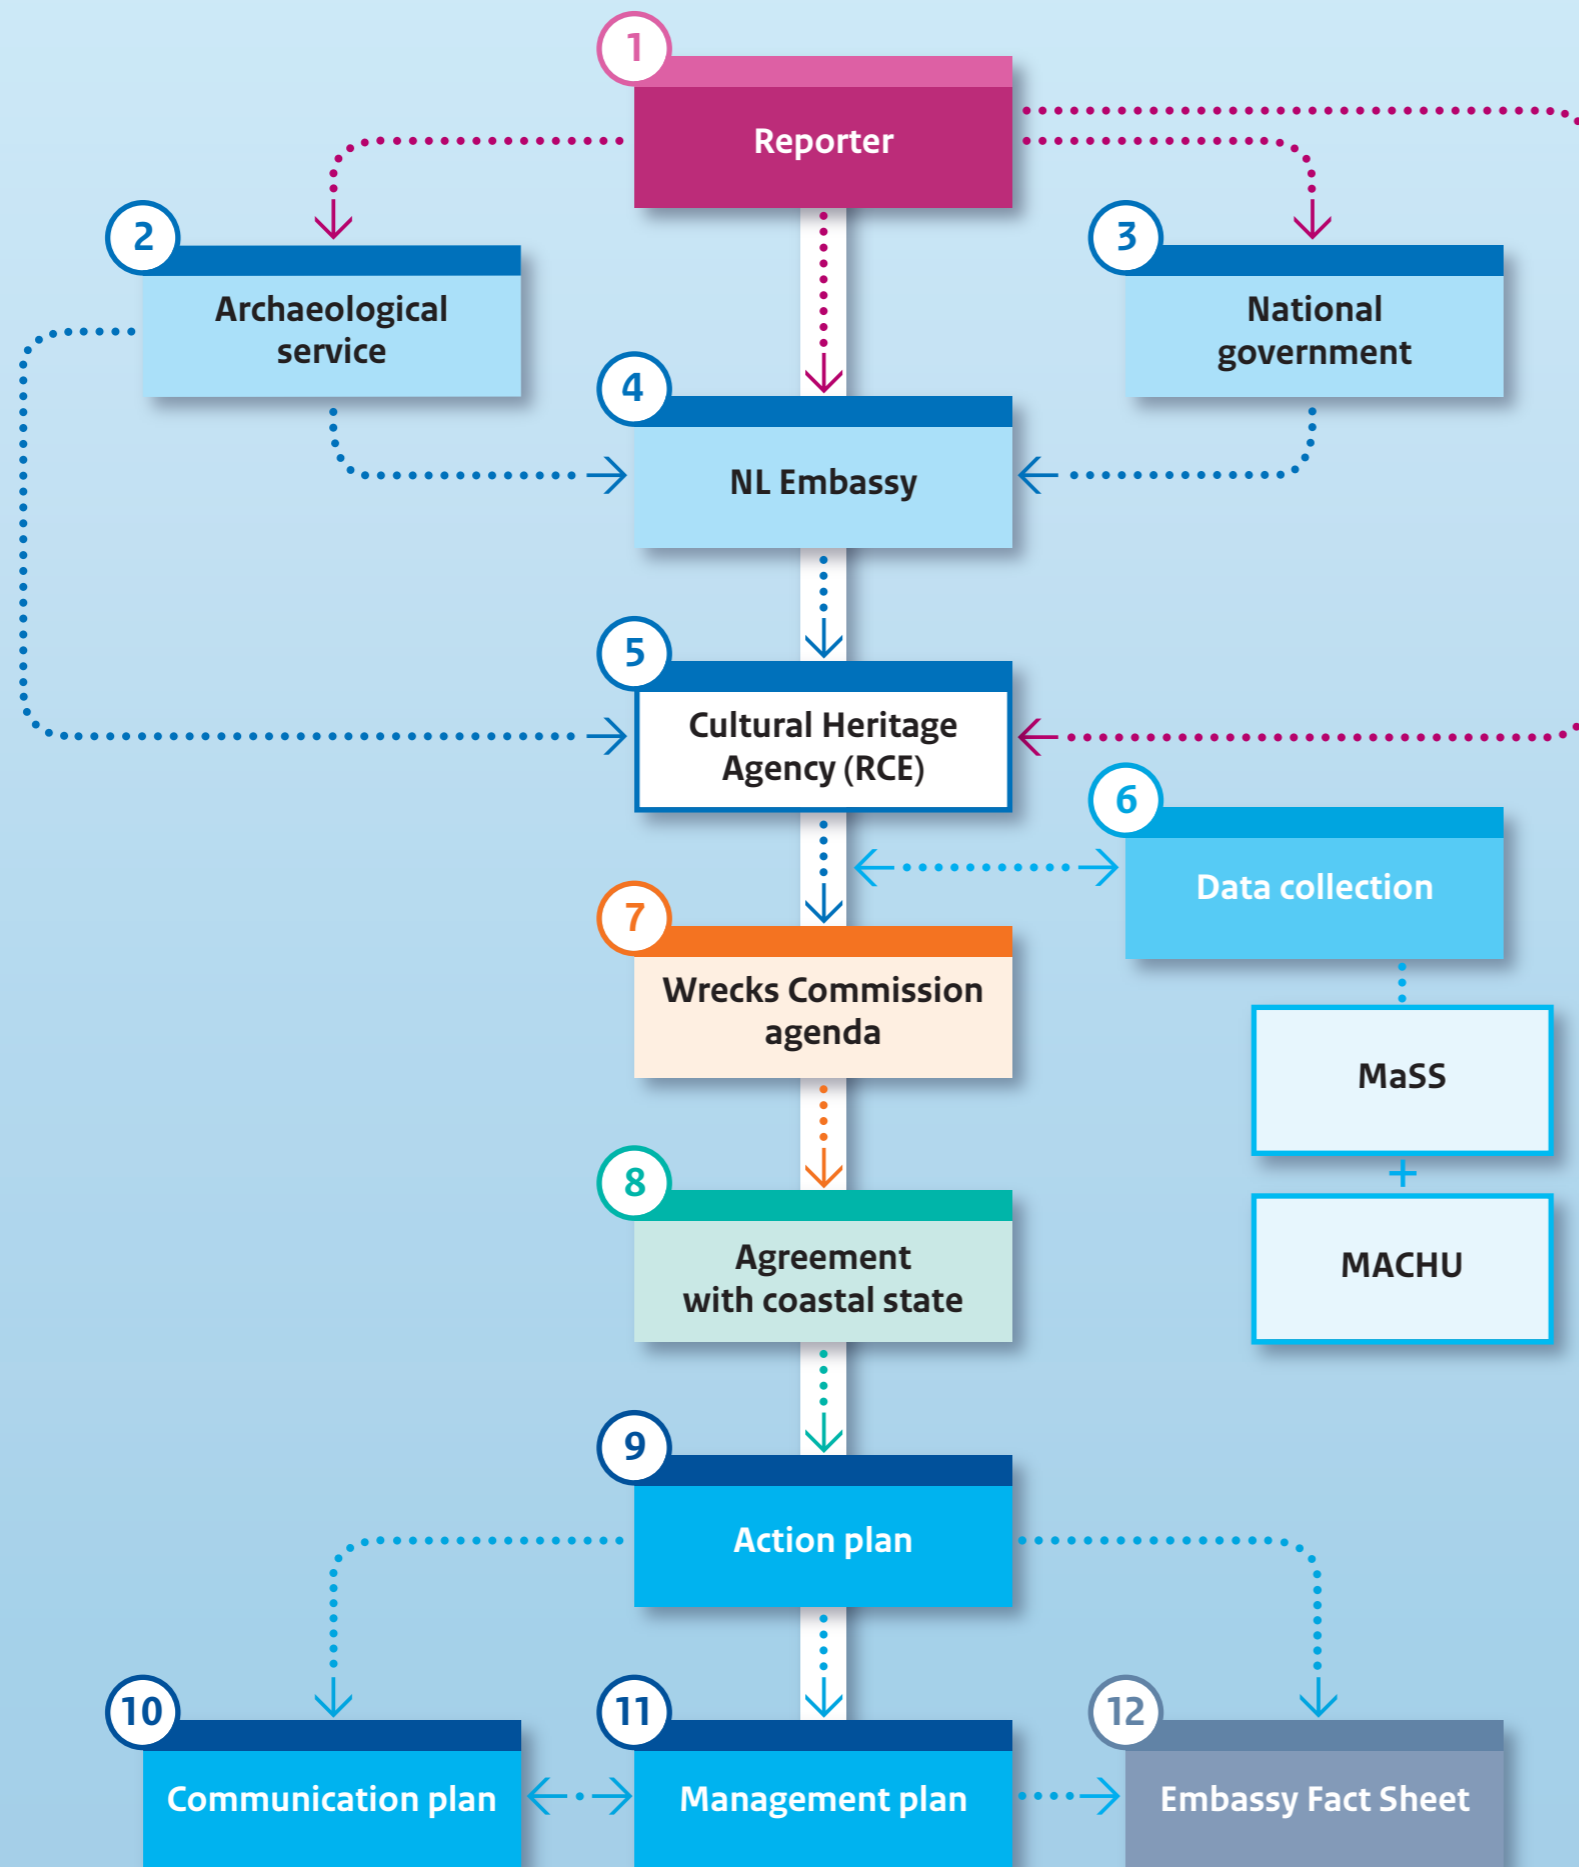 1
Reporter
2
Archaeological
service
3
National
government
4
NL Embassy
5
Cultural Heritage
Agency (RCE)
6
Data collection
7
Wrecks Commission
agenda
MaSS
+
MACHU
8
Agreement
with coastal state
9
Action plan
10
Communication plan
11
Management plan
12
Embassy Fact Sheet